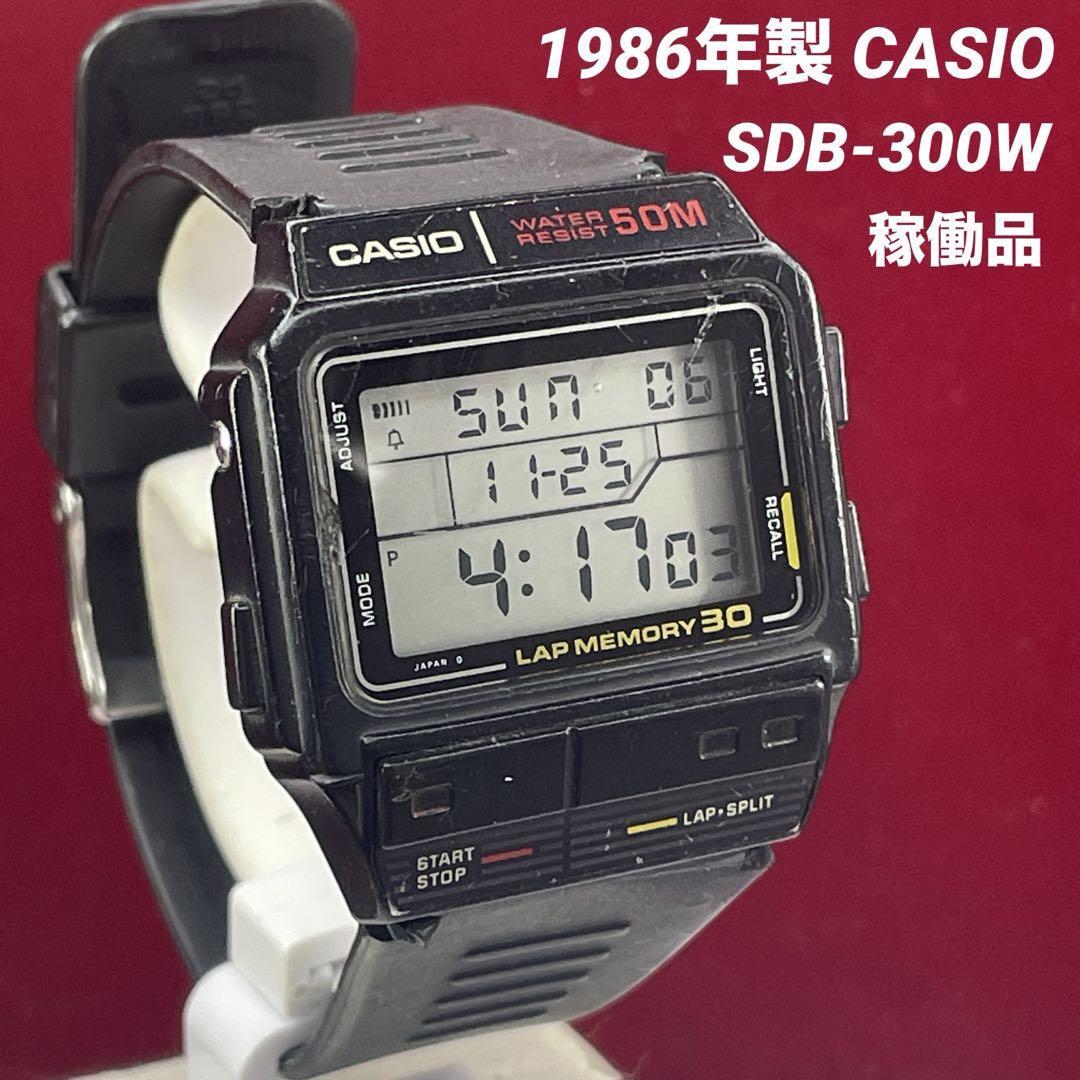 1986年製 CASIO
SDB-300W
稼働品
CASIO
WATER
RESIST 50M
ADJUST
LIGHT
SUN 06
11-25
RECALL
MODE
P 4:17 03
LAP MEMORY 30
JAPAN 0
START
STOP
LAP•SPLIT